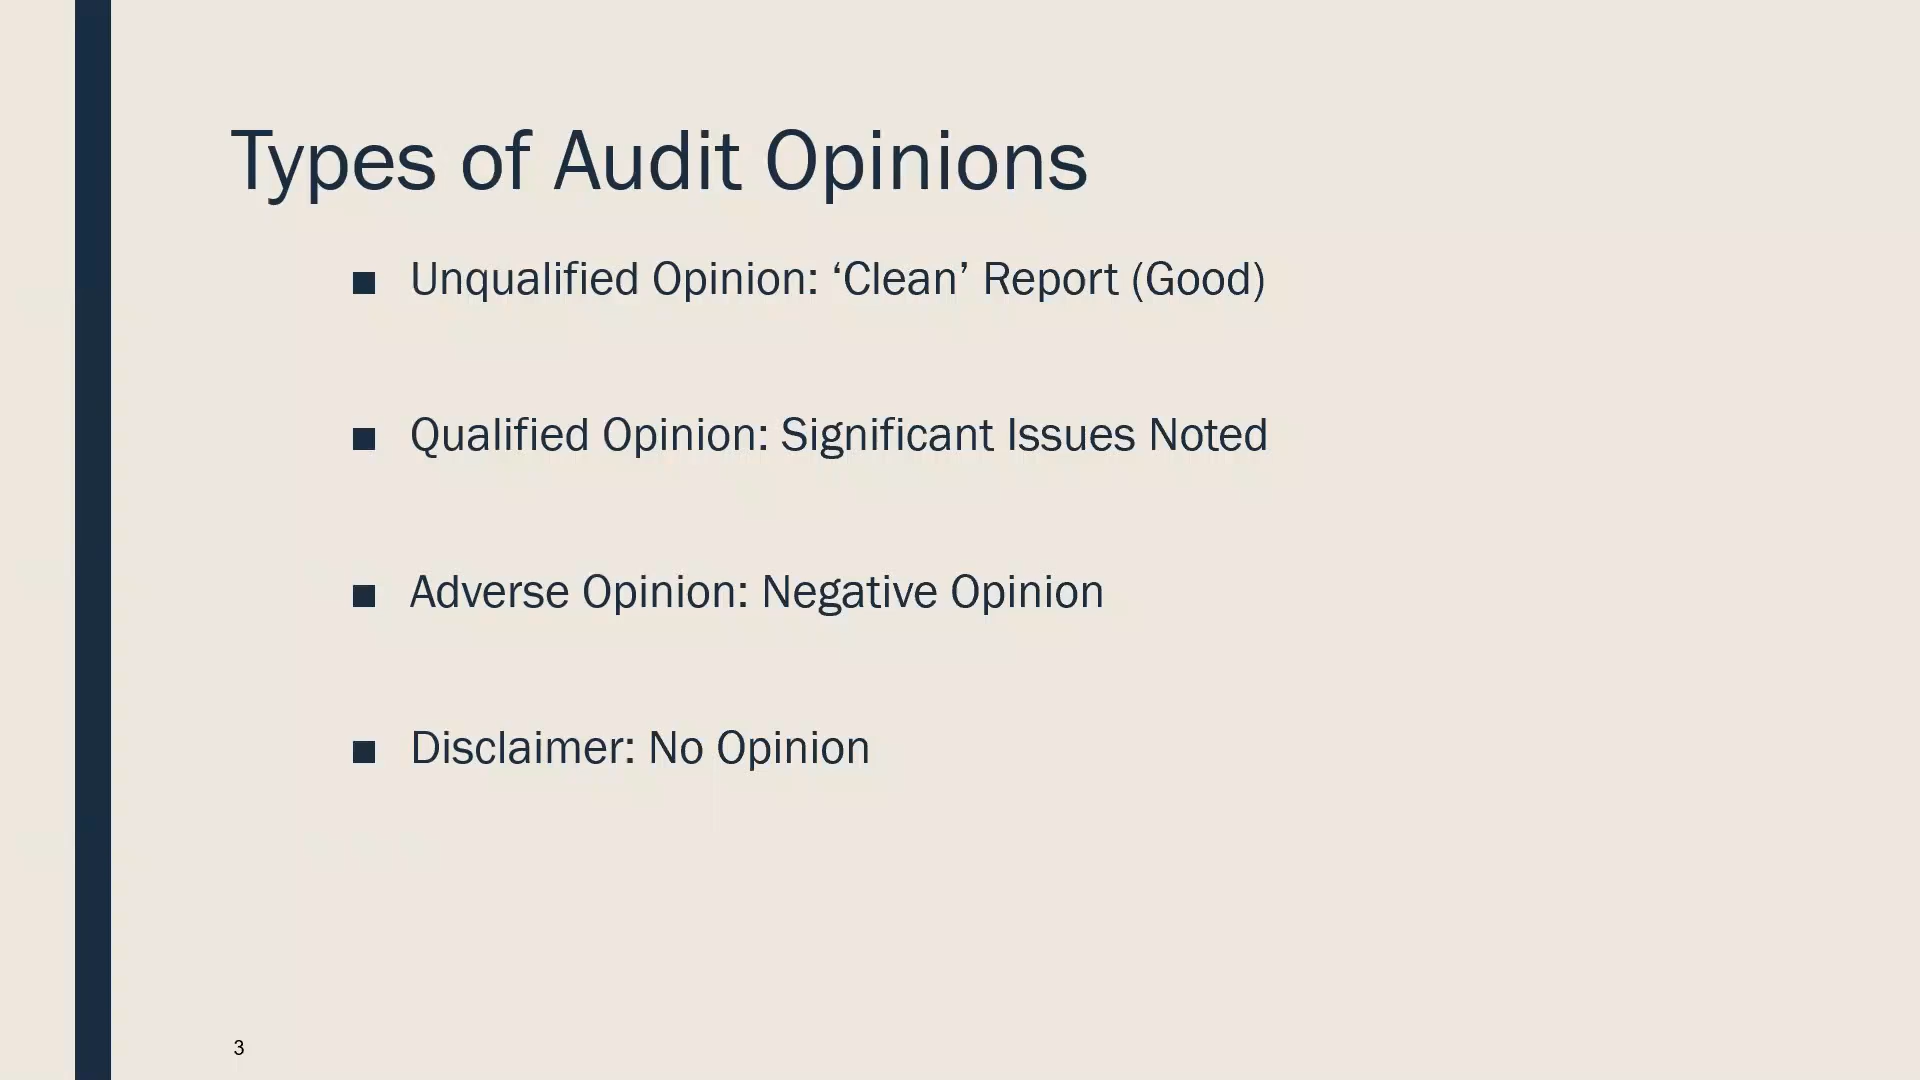 Types of Audit Opinions
■ Unqualified Opinion: ‘Clean’ Report (Good)
■ Qualified Opinion: Significant Issues Noted
■ Adverse Opinion: Negative Opinion
■ Disclaimer: No Opinion
3